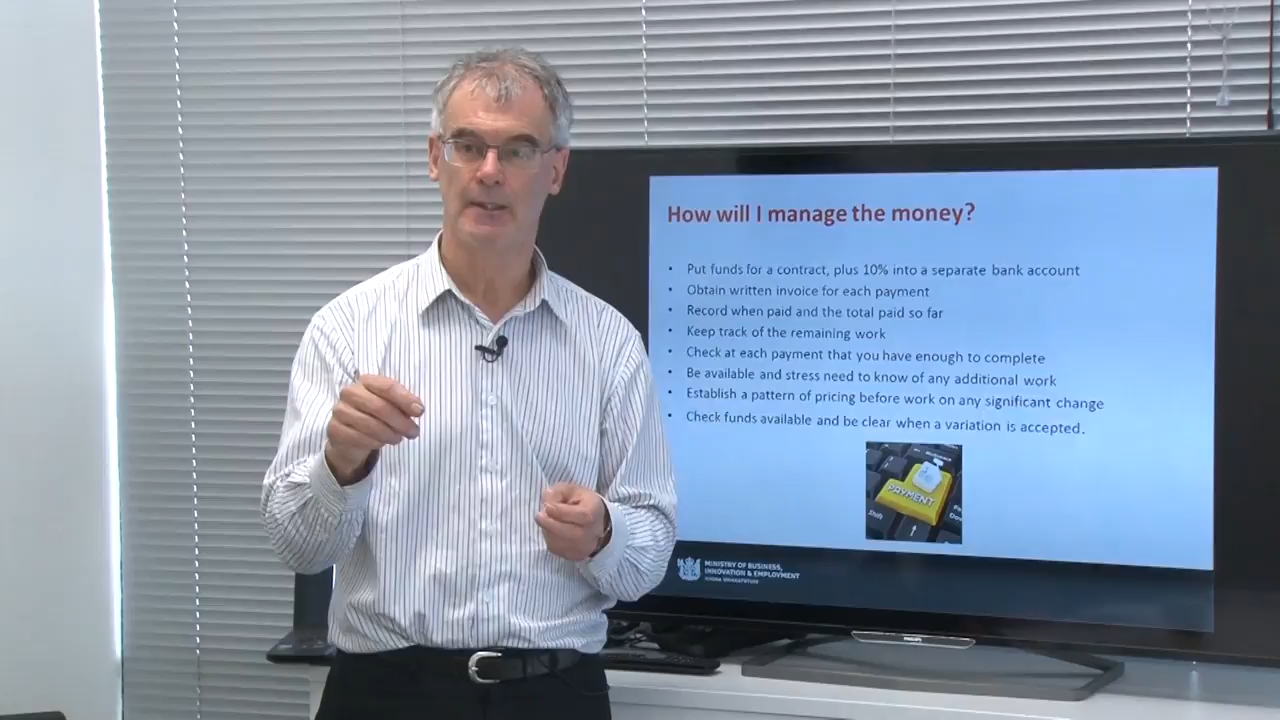 How will I manage the money?
• Put funds for a contract, plus 10% into a separate bank account
• Obtain written invoice for each payment
• Record when paid and the total paid so far
• Keep track of the remaining work
• Check at each payment that you have enough to complete
• Be available and stress need to know of any additional work
• Establish a pattern of pricing before work on any significant change
• Check funds available and be clear when a variation is accepted.
PAYMENT
Shift
MINISTRY OF BUSINESS,
INNOVATION & EMPLOYMENT
HĪKINA WHAKATUTUKI
PHILIPS